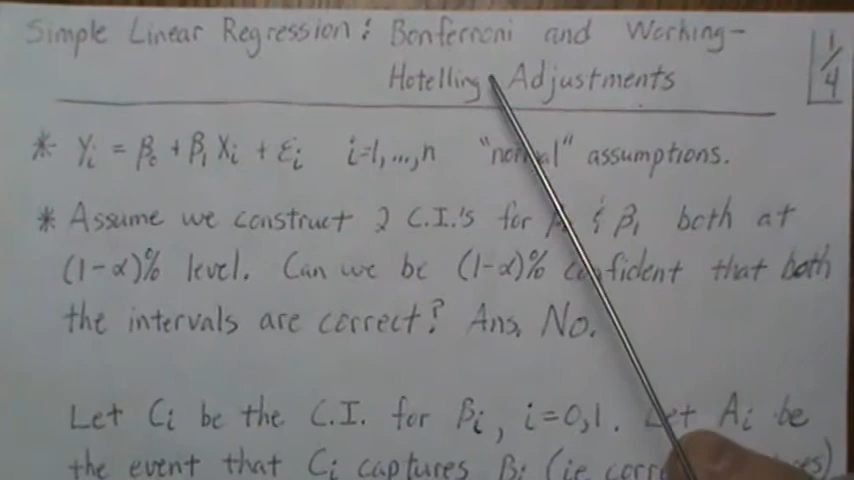 Simple Linear Regression: Bonferroni and Working-
Hotelling Adjustments
1/4
* Yi = β0 + β1 Xi + εi i=1,...,n "normal" assumptions.
* Assume we construct 2 C.I.'s for β0 & β1 both at
(1-α)% level. Can we be (1-α)% confident that both
the intervals are correct? Ans. No.
Let Ci be the C.I. for βi, i=0,1. Let Ai be
the event that Ci captures βi (ie